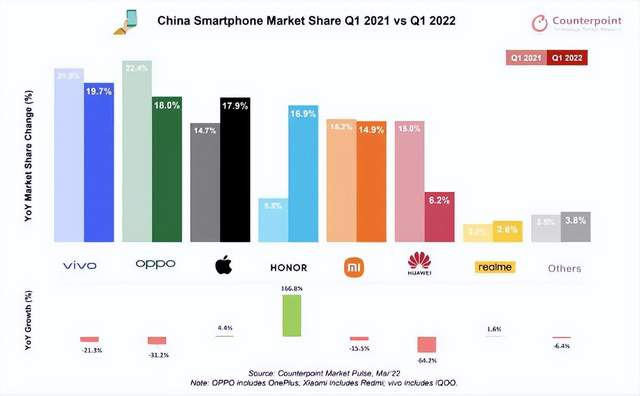 China Smartphone Market Share Q1 2021 vs Q1 2022
Counterpoint
Technology Market Research
Q1 2021 Q1 2022
YoY Market Share Change (%)
19.7%
22.4%
18.0%
14.7%
17.9%
16.9%
16.2%
14.9%
15.0%
6.2%
2.6%
3.8%
vivo
oppo
HONOR
mi
HUAWEI
realme
Others
YoY Growth (%)
-21.3%
-31.2%
4.4%
166.8%
-15.5%
-64.2%
1.6%
-6.4%
Source: Counterpoint Market Pulse, Mar'22
Note: OPPO includes OnePlus; Xiaomi includes Redmi; vivo includes iQOO.